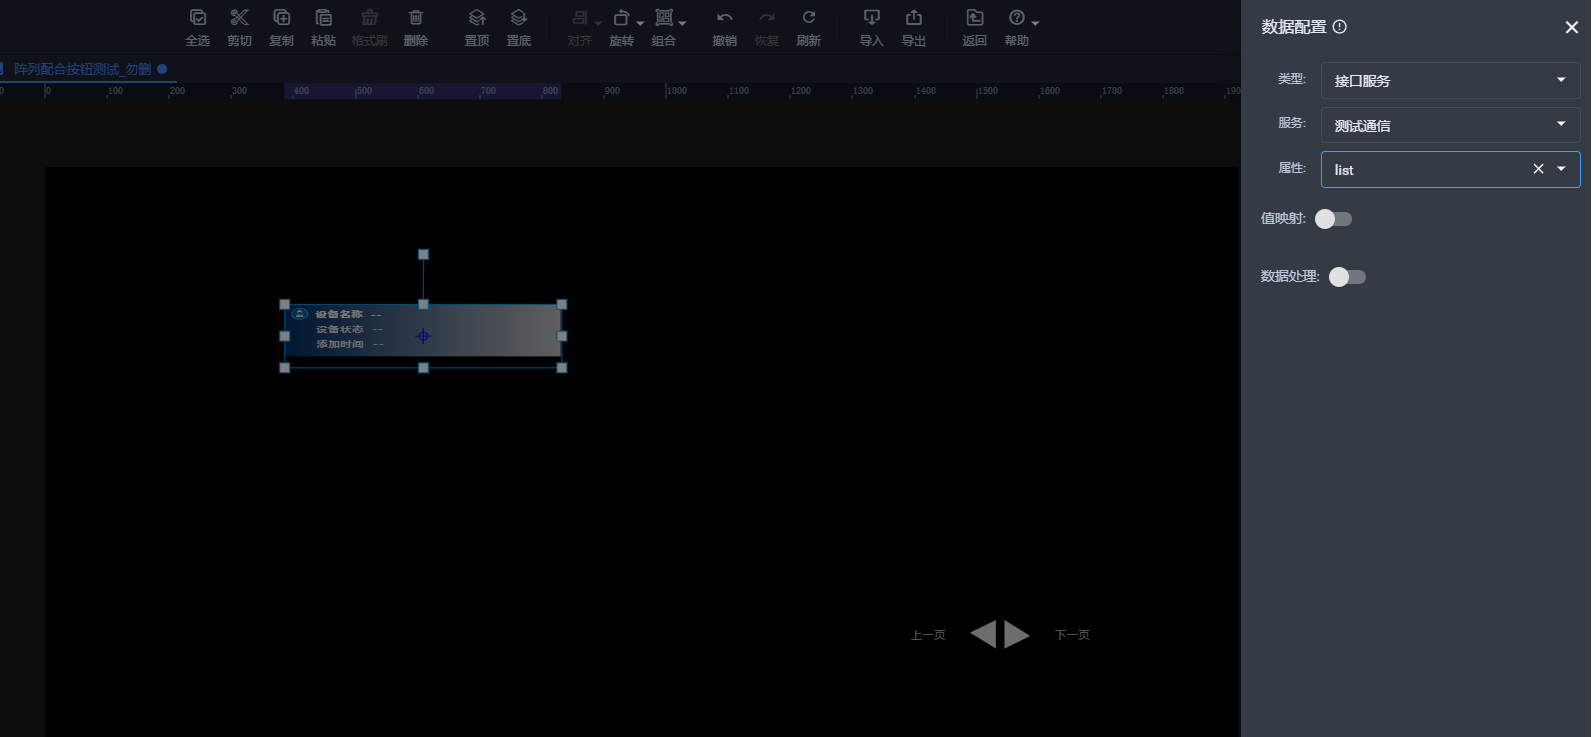 全选 剪切 复制 粘贴 格式刷 删除 置顶 置底 对齐 旋转 组合 撤销 恢复 刷新 导入 导出 返回 帮助
阵列配合按钮测试_勿删
0 0 100 200 300 400 500 600 700 800 900 1000 1100 1200 1300 1400 1500 1600 1700 1800 190
设备名称 --
设备状态 --
添加时间 --
上一页 下一页
数据配置
类型: 接口服务
服务: 测试通信
属性: list
值映射:
数据处理: